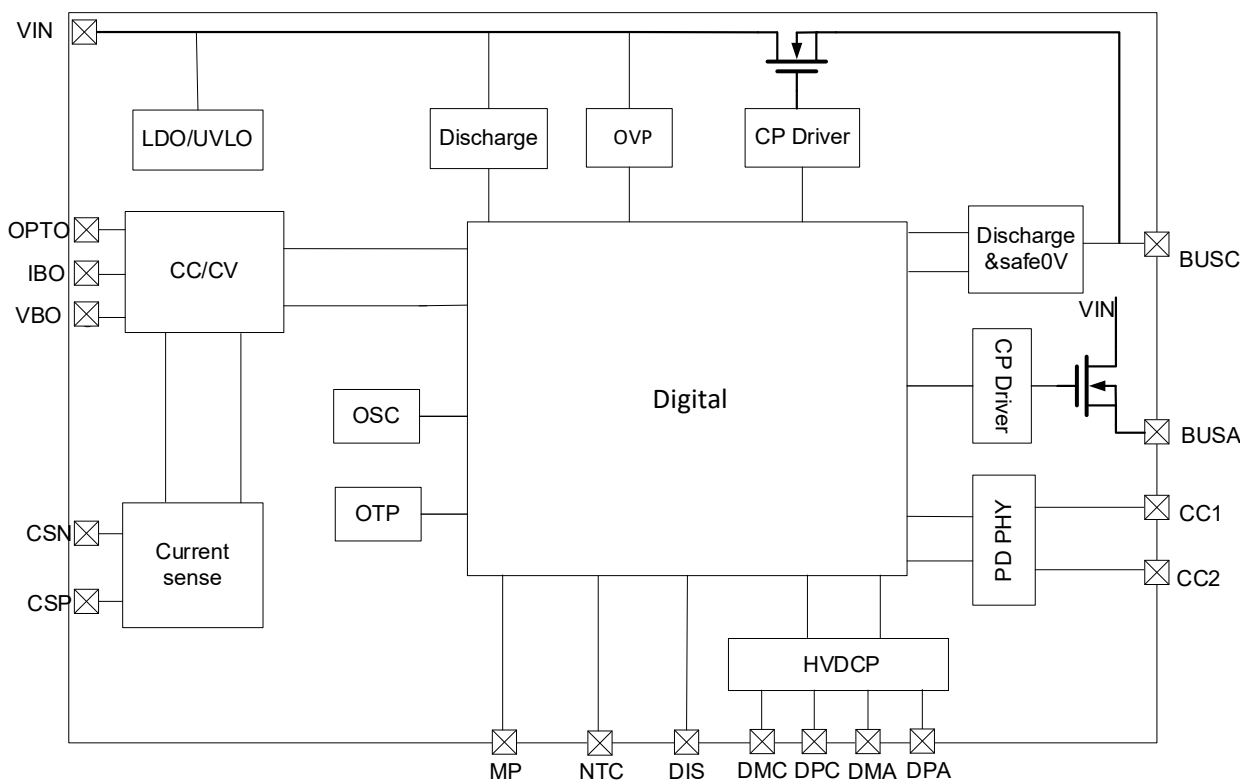 VIN
LDO/UVLO
Discharge
OVP
CP Driver
OPTO
IBO
VBO
CC/CV
Discharge
&safe0V
BUSC
VIN
CP Driver
BUSA
Digital
OSC
OTP
CSN
CSP
Current
sense
PD PHY
CC1
CC2
HVDCP
MP
NTC
DIS
DMC
DPC
DMA
DPA